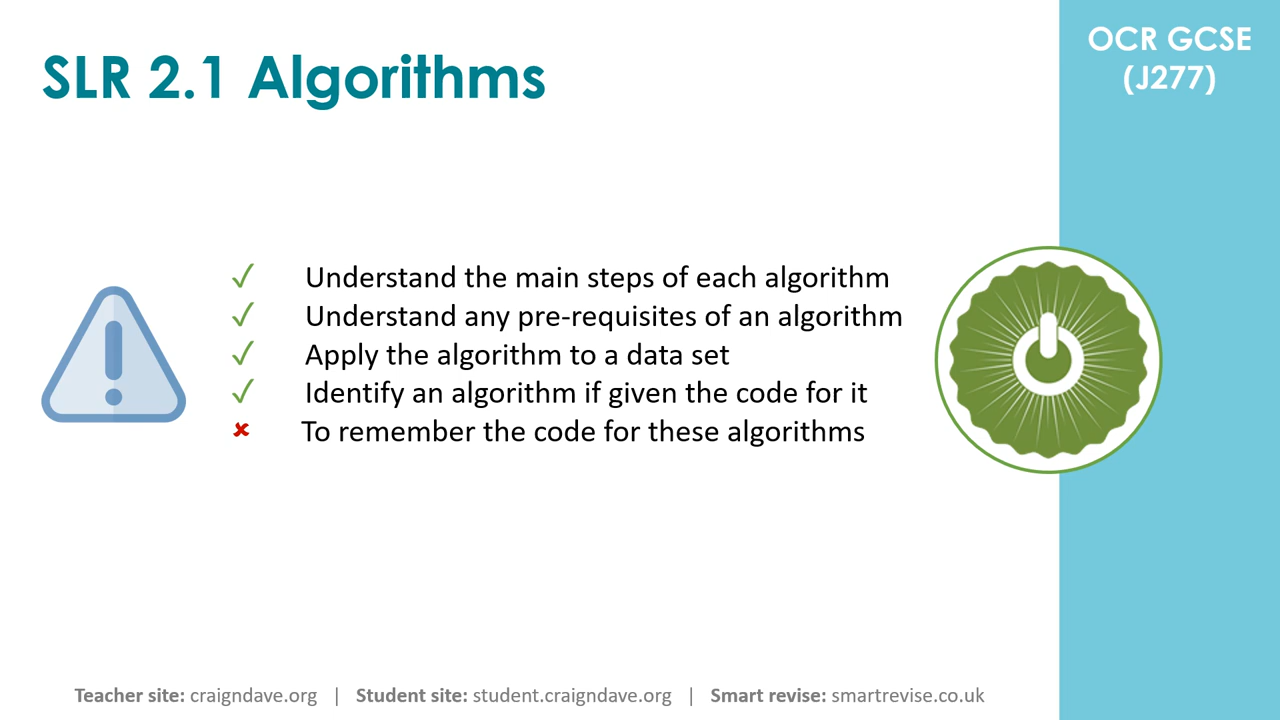 SLR 2.1 Algorithms
OCR GCSE
(J277)
✓ Understand the main steps of each algorithm
✓ Understand any pre-requisites of an algorithm
✓ Apply the algorithm to a data set
✓ Identify an algorithm if given the code for it
✘ To remember the code for these algorithms
Teacher site: craigndave.org | Student site: student.craigndave.org | Smart revise: smartrevise.co.uk